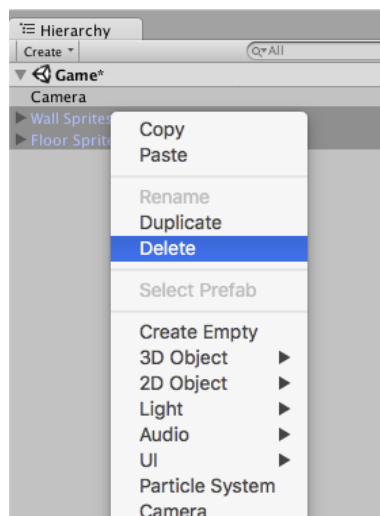 Hierarchy
Create
All
Game*
Camera
Wall Sprites
Floor Sprite
Copy
Paste
Rename
Duplicate
Delete
Select Prefab
Create Empty
3D Object
2D Object
Light
Audio
UI
Particle System
Camera